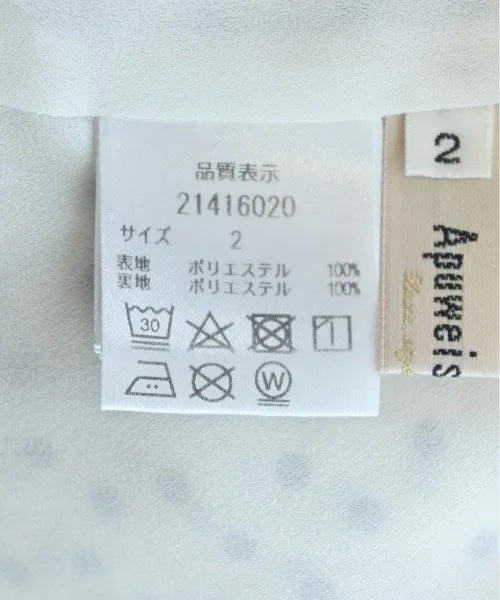 品質表示
21416020
サイズ 2
表地 ポリエステル 100%
裏地 ポリエステル 100%
30
W
2
Apuweis